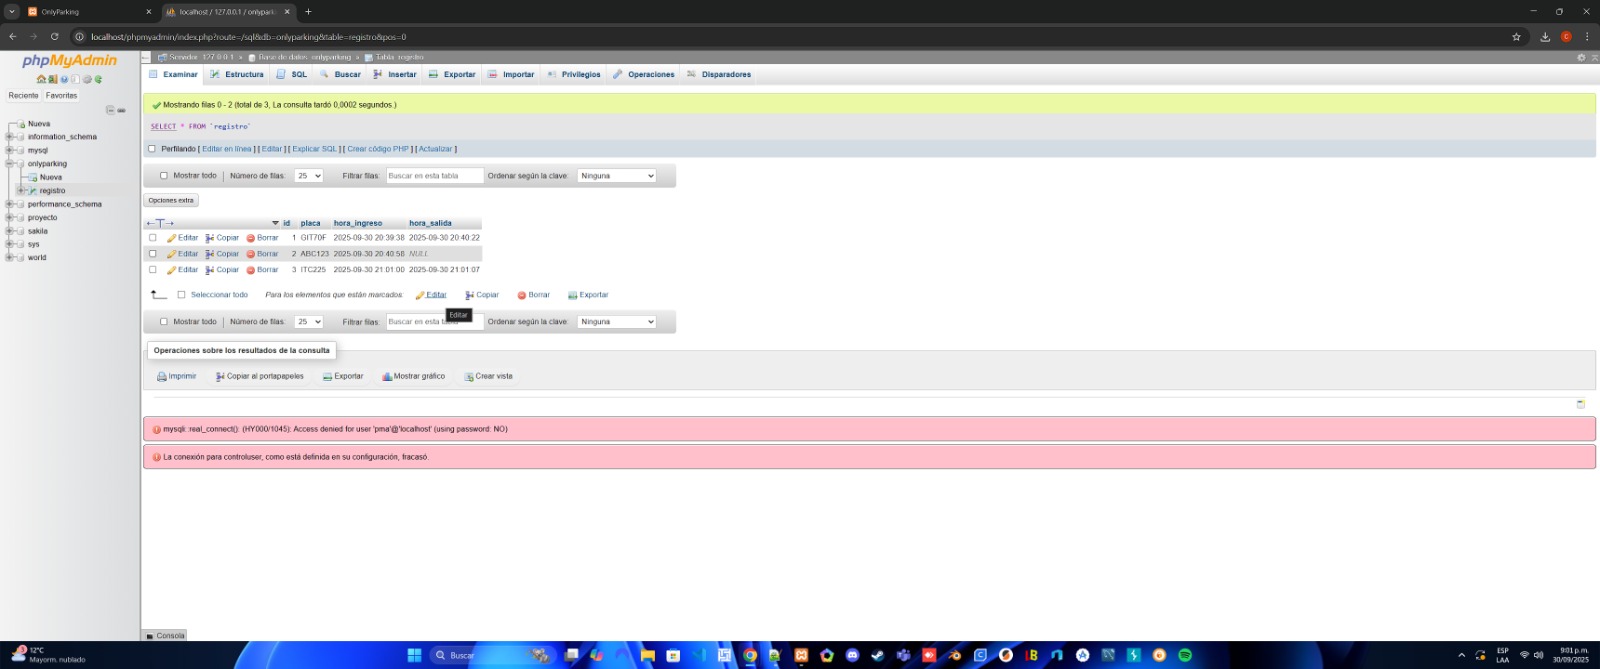 OnlyParking
localhost / 127.0.0.1 / onlyparki
localhost/phpmyadmin/index.php?route=/sql&db=onlyparking&table=registro&pos=0
phpMyAdmin
Reciente Favoritas
Nueva
information_schema
mysql
onlyparking
Nueva
registro
performance_schema
proyecto
sakila
sys
world
Servidor: 127.0.0.1 » Base de datos: onlyparking » Tabla: registro
Examinar Estructura SQL Buscar Insertar Exportar Importar Privilegios Operaciones Disparadores
Mostrando filas 0 - 2 (total de 3, La consulta tardó 0,0002 segundos.)
SELECT * FROM `registro`
Perfilando [ Editar en línea ] [ Editar ] [ Explicar SQL ] [ Crear código PHP ] [ Actualizar ]
Mostrar todo | Número de filas: 25 Filtrar filas: Buscar en esta tabla Ordenar según la clave: Ninguna
Opciones extra
←T→ id placa hora_ingreso hora_salida
Editar Copiar Borrar 1 GIT70F 2025-09-30 20:39:38 2025-09-30 20:40:22
Editar Copiar Borrar 2 ABC123 2025-09-30 20:40:58 NULL
Editar Copiar Borrar 3 ITC225 2025-09-30 21:01:00 2025-09-30 21:01:07
Seleccionar todo Para los elementos que están marcados: Editar Copiar Borrar Exportar
Editar
Mostrar todo | Número de filas: 25 Filtrar filas: Buscar en esta tabla Ordenar según la clave: Ninguna
Operaciones sobre los resultados de la consulta
Imprimir Copiar al portapapeles Exportar Mostrar gráfico Crear vista
mysqli::real_connect(): (HY000/1045): Access denied for user 'pma'@'localhost' (using password: NO)
La conexión para controluser, como está definida en su configuración, fracasó.
Consola
12°C
Mayorm. nublado
Buscar
ESP
LAA
9:01 p.m.
30/09/2025